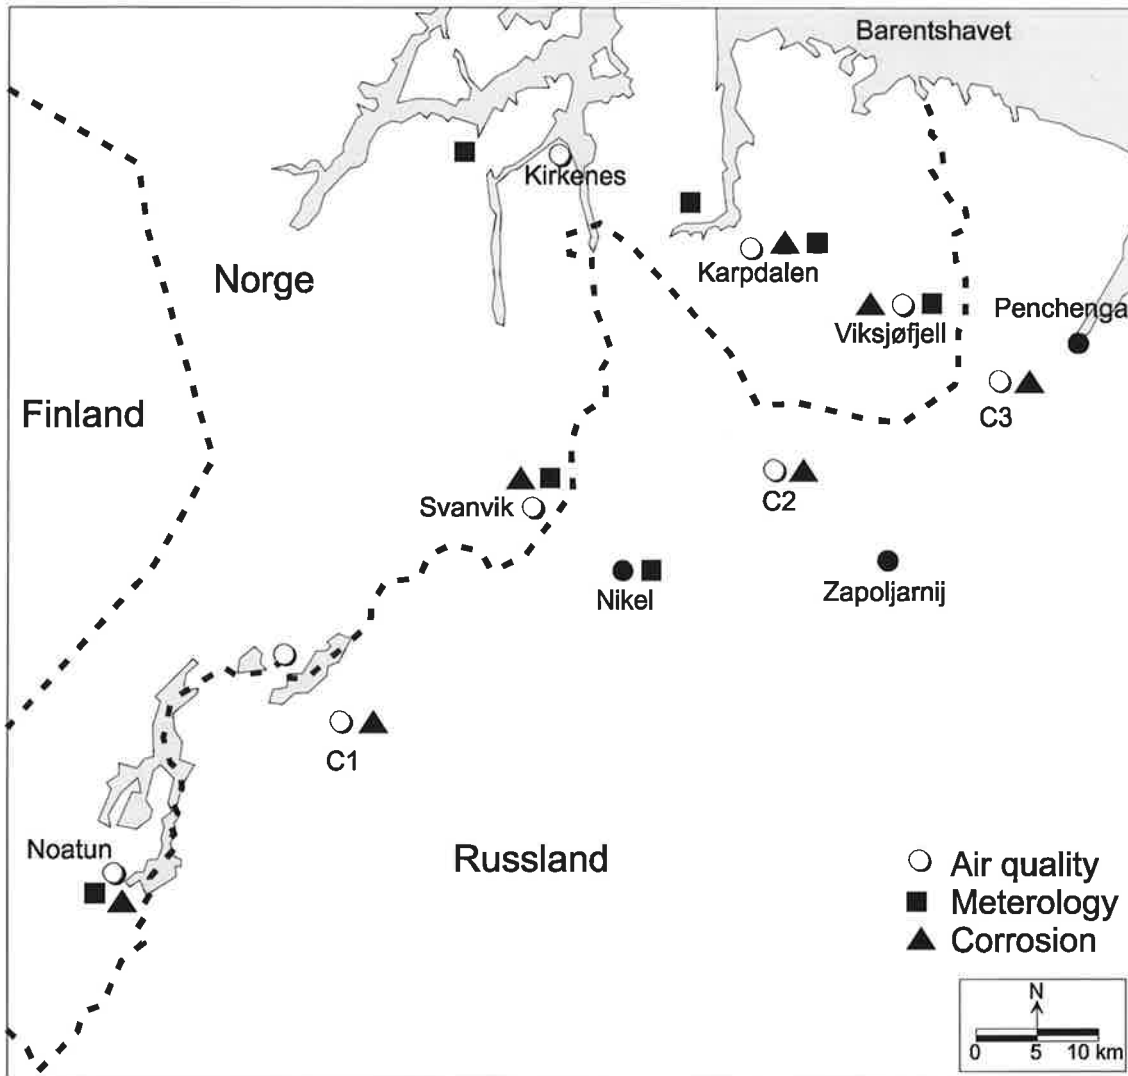 Barentshavet
Kirkenes
Norge
Karpdalen
Penchenga
Viksjøfjell
Finland
C3
Svanvik
C2
Nikel
Zapoljarnij
C1
Noatun
Russland
Air quality
Meterology
Corrosion
N
0 5 10 km